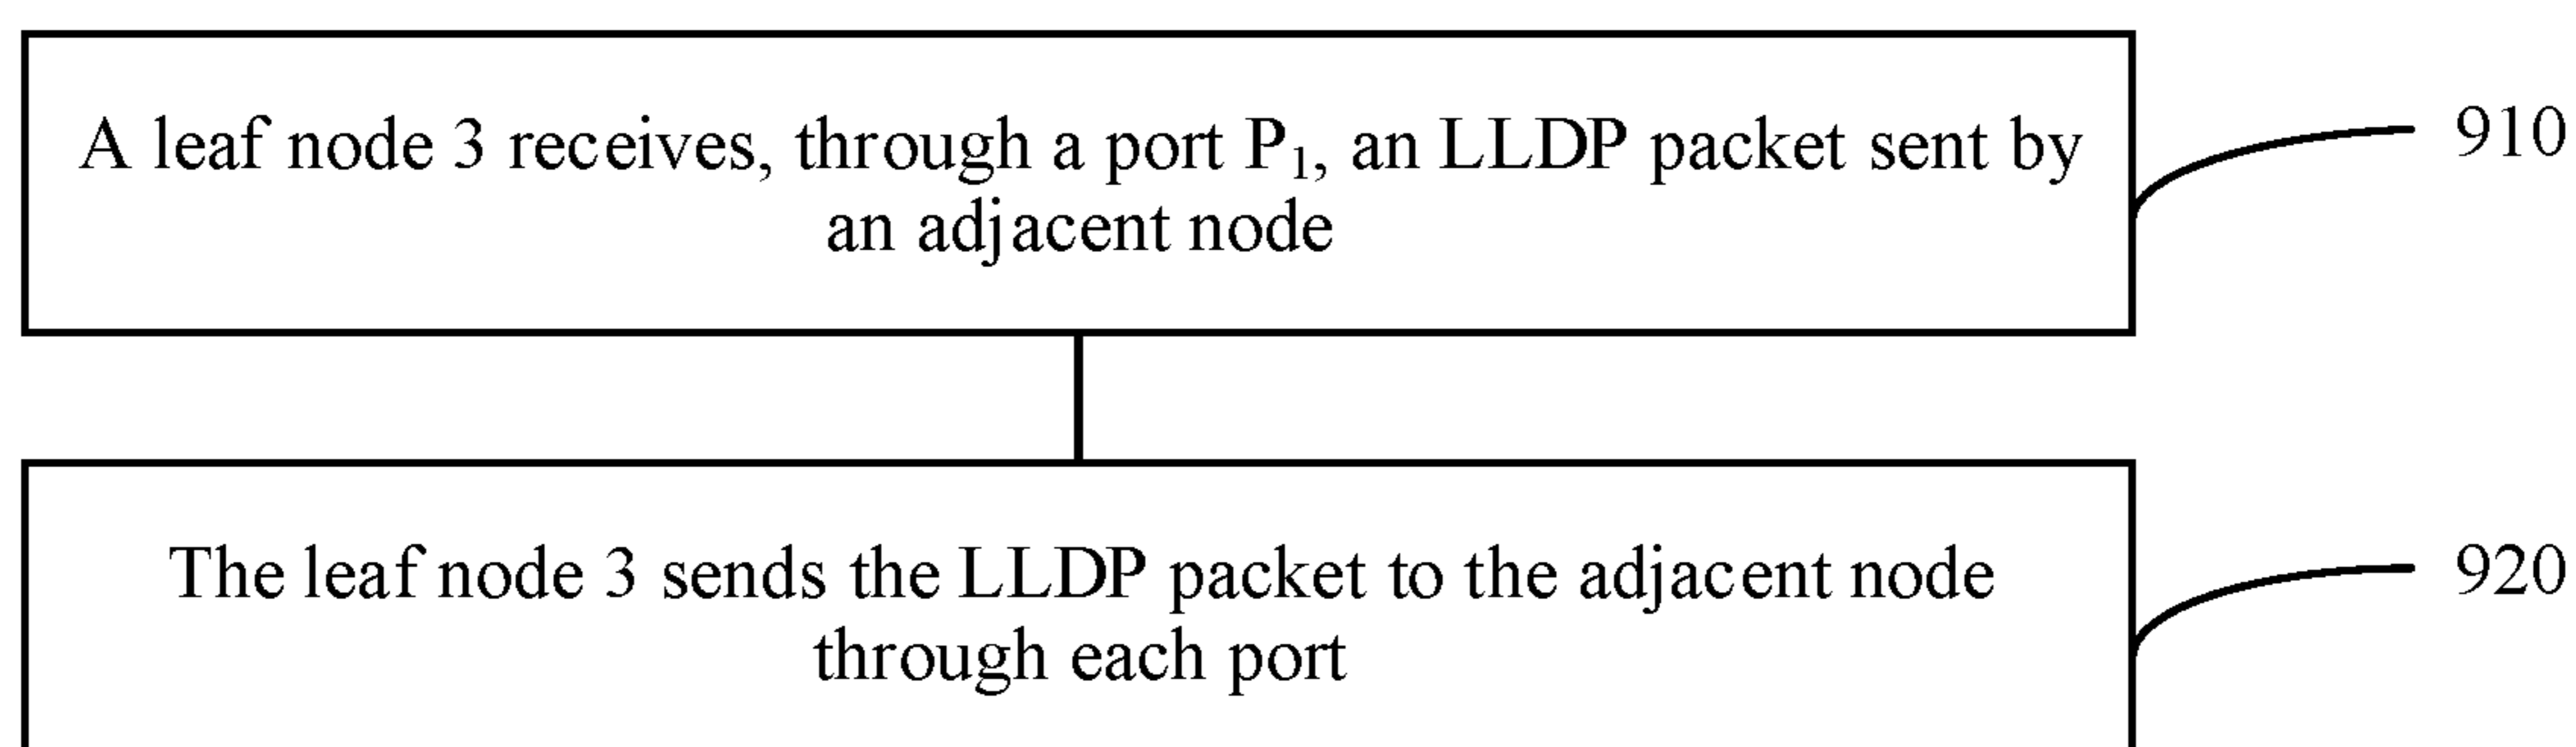 A leaf node 3 receives, through a port P₁, an LLDP packet sent by
an adjacent node
910
The leaf node 3 sends the LLDP packet to the adjacent node
through each port
920